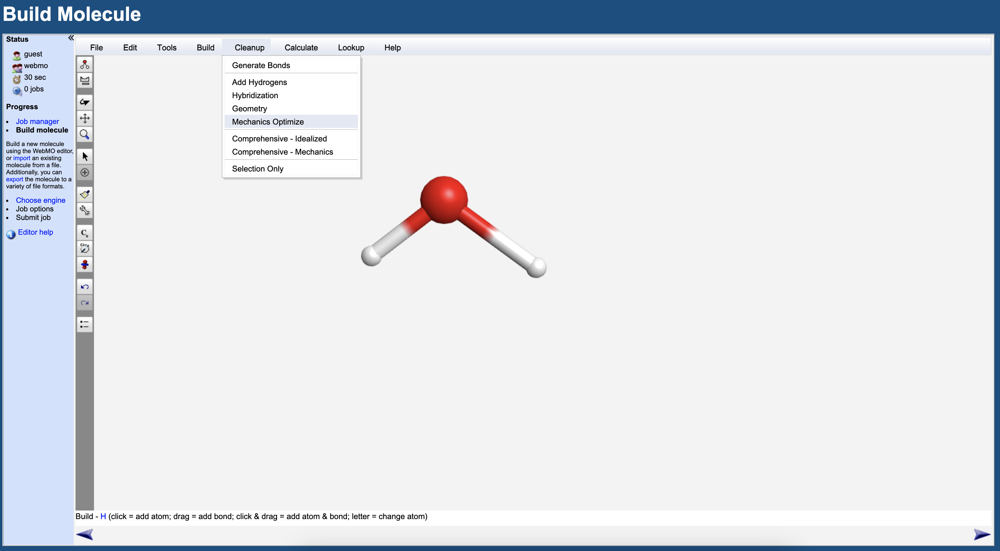 Build Molecule
Status
guest
webmo
30 sec
0 jobs
Progress
Job manager
Build molecule
Build a new molecule
using the WebMO editor,
or import an existing
molecule from a file.
Additionally, you can
export the molecule to a
variety of file formats.
Choose engine
Job options
Submit job
Editor help
File Edit Tools Build Cleanup Calculate Lookup Help
Generate Bonds
Add Hydrogens
Hybridization
Geometry
Mechanics Optimize
Comprehensive - Idealized
Comprehensive - Mechanics
Selection Only
Cs
C2v
Build - H (click = add atom; drag = add bond; click & drag = add atom & bond; letter = change atom)